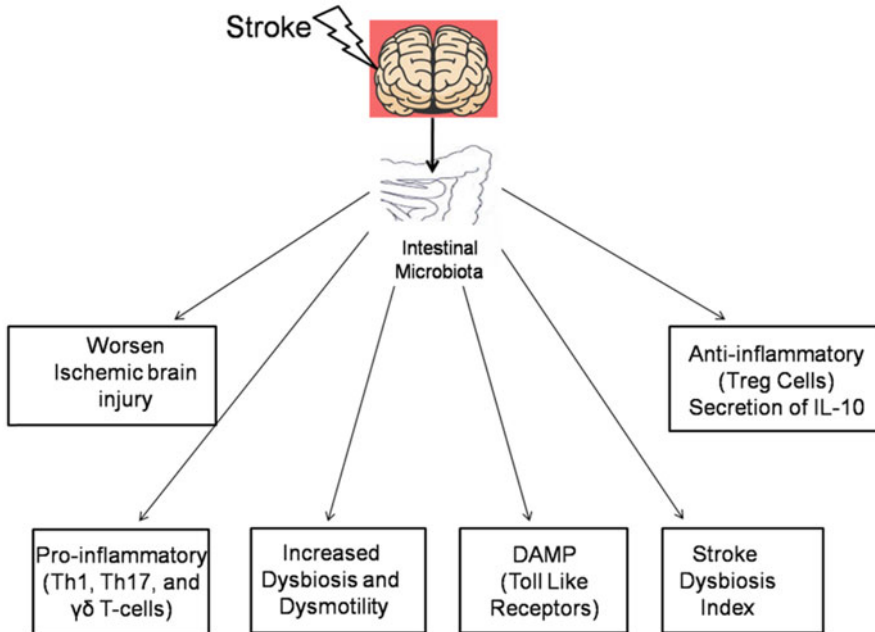 Stroke
Intestinal
Microbiota
Worsen
Ischemic brain
injury
Anti-inflammatory
(Treg Cells)
Secretion of IL-10
Pro-inflammatory
(Th1, Th17, and
γδ T-cells)
Increased
Dysbiosis and
Dysmotility
DAMP
(Toll Like
Receptors)
Stroke
Dysbiosis
Index